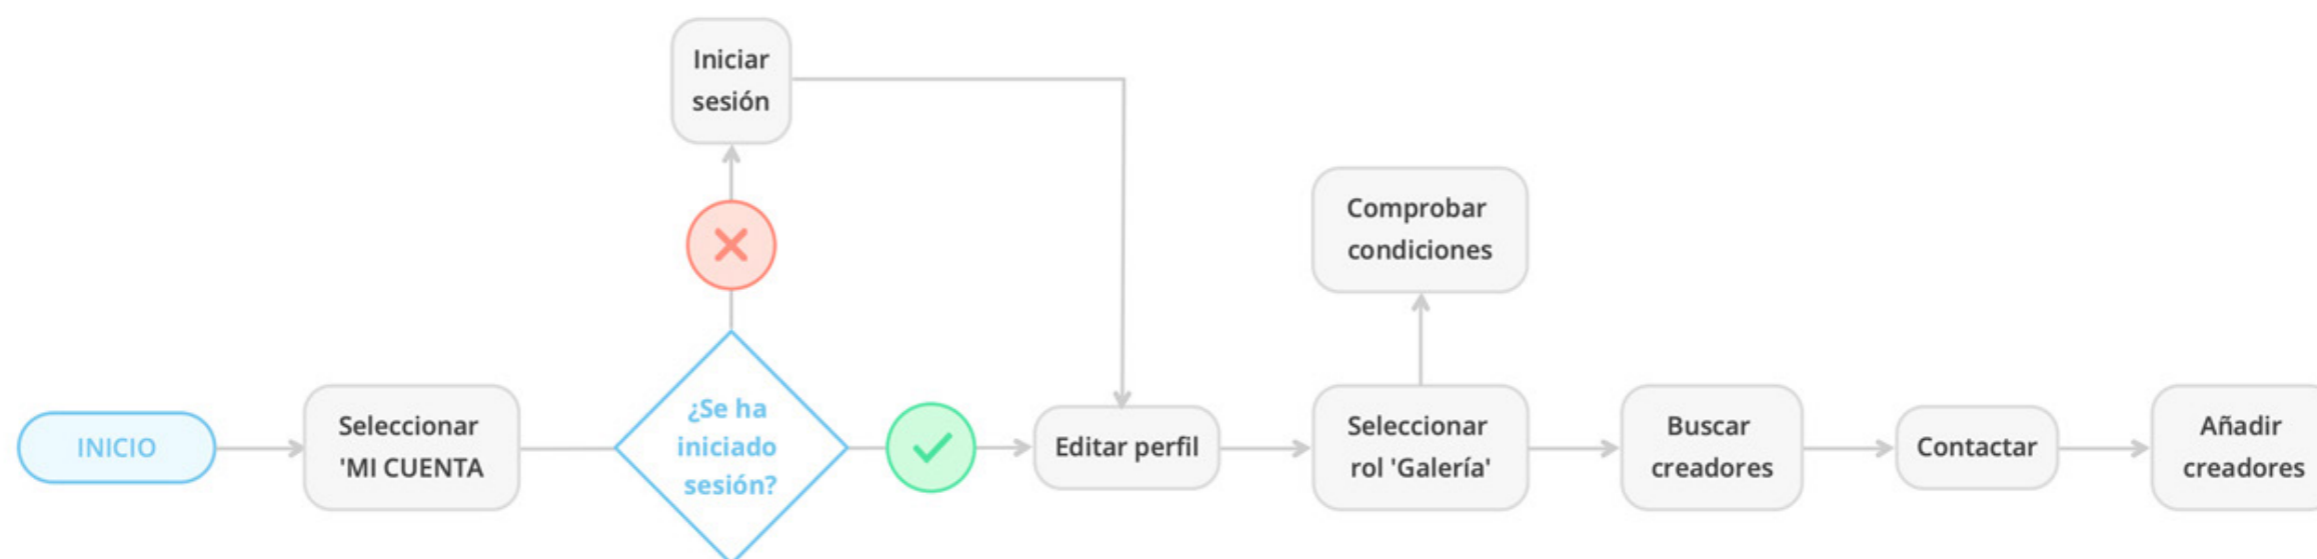 Iniciar
sesión
Comprobar
condiciones
INICIO
Seleccionar
'MI CUENTA
¿Se ha
iniciado
sesión?
Editar perfil
Seleccionar
rol 'Galería'
Buscar
creadores
Contactar
Añadir
creadores